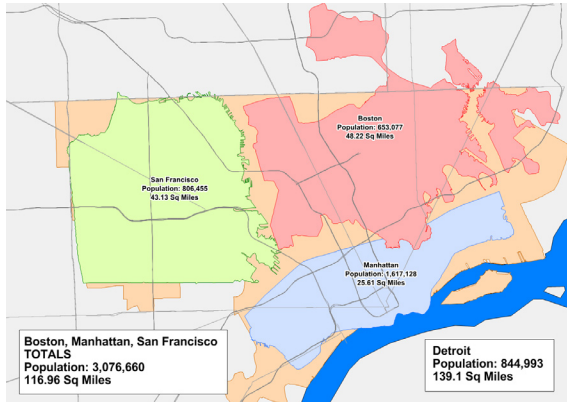 Boston
Population: 653,077
48.22 Sq Miles
San Francisco
Population: 806,455
43.13 Sq Miles
Manhattan
Population: 1,617,128
25.61 Sq Miles
Boston, Manhattan, San Francisco
TOTALS
Population: 3,076,660
116.96 Sq Miles
Detroit
Population: 844,993
139.1 Sq Miles